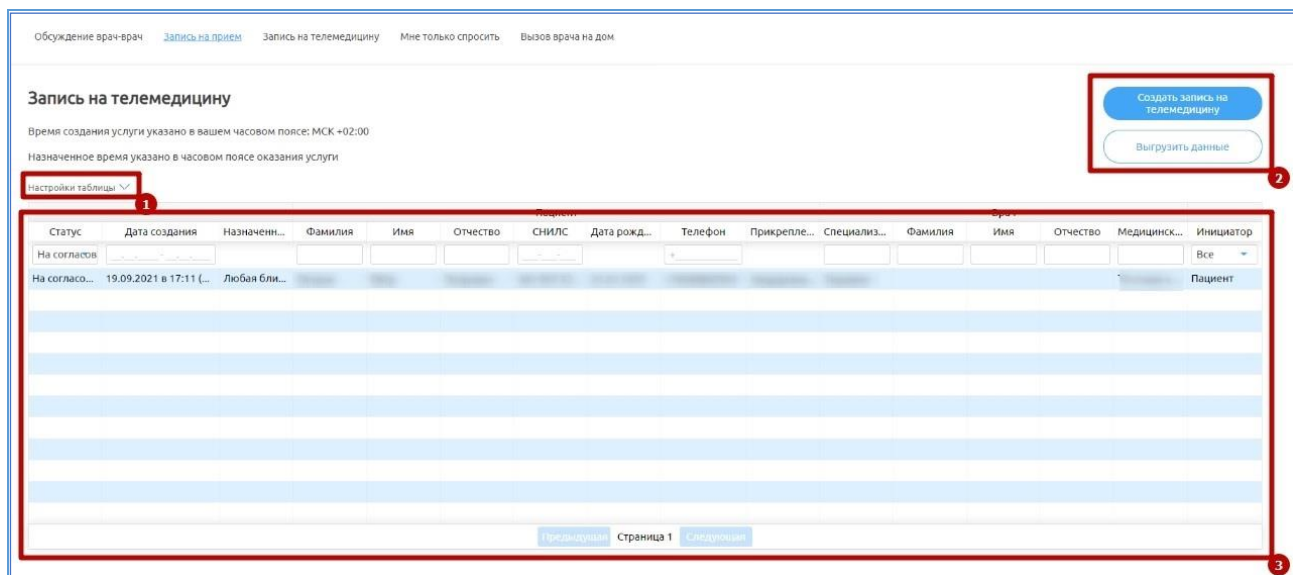 Обсуждение врач-врач Запись на прием Запись на телемедицину Мне только спросить Вызов врача на дом
Запись на телемедицину
Создать запись на
телемедицину
Время создания услуги указано в вашем часовом поясе: МСК +02:00
Выгрузить данные
Назначенное время указано в часовом поясе оказания услуги
2
Настройки таблицы
1
Пациент
Статус Дата создания Назначенн... Фамилия Имя Отчество СНИЛС Дата рожд... Телефон Прикрепле... Специализ... Фамилия Имя Отчество Медицинск... Инициатор
На согласов Все
На согласо... 19.09.2021 в 17:11 (... Любая бли... Пациент
Предыдущая Страница 1 Следующая
3